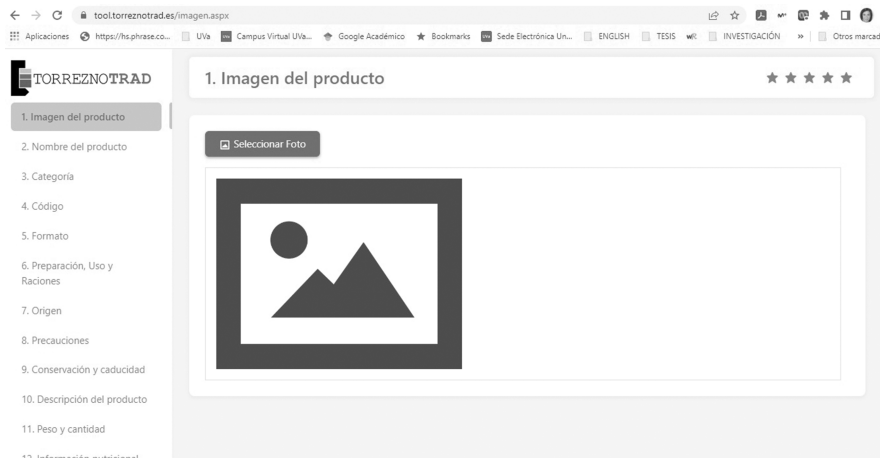 tool.torreznotrad.es/imagen.aspx
Aplicaciones https://hs.phrase.co... UVa Campus Virtual UVa... Google Académico Bookmarks Sede Electrónica Un... ENGLISH TESIS INVESTIGACIÓN » Otros marcad
TORREZNOTRAD
1. Imagen del producto
1. Imagen del producto
2. Nombre del producto
3. Categoría
4. Código
5. Formato
6. Preparación, Uso y
Raciones
7. Origen
8. Precauciones
9. Conservación y caducidad
10. Descripción del producto
11. Peso y cantidad
12. Información nutricional
Seleccionar Foto